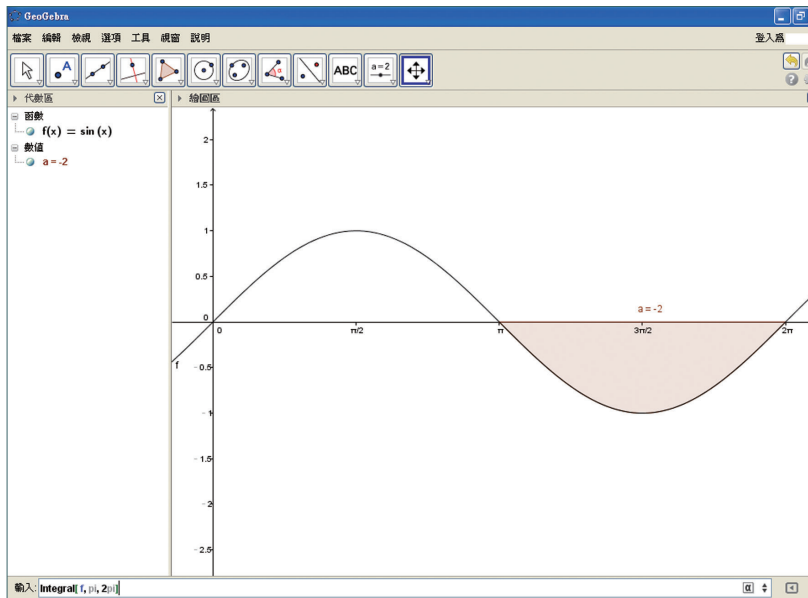 GeoGebra
檔案 編輯 檢視 選項 工具 視窗 說明 登入為
A α ABC a=2
代數區 繪圖區
函數
f(x) = sin (x)
數值
a = -2
2
1.5
1
0.5
0
-0.5
-1
-1.5
-2
-2.5
0 π/2 π 3π/2 2π
a = -2
f
輸入: Integral[ f, pi, 2pi] α